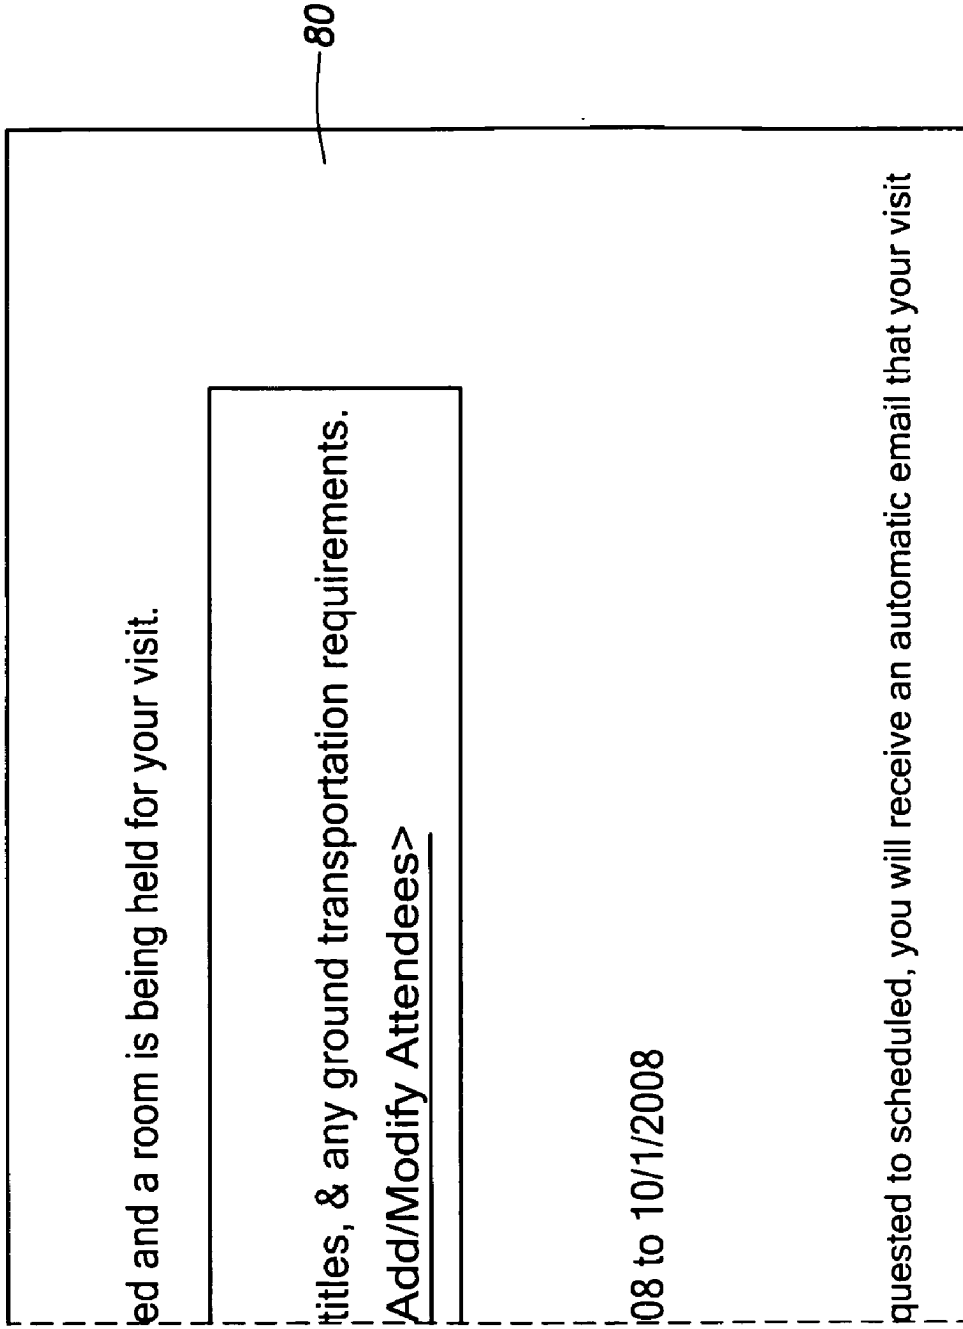 80
ed and a room is being held for your visit.
titles, & any ground transportation requirements.
Add/Modify Attendees>
08 to 10/1/2008
quested to scheduled, you will receive an automatic email that your visit